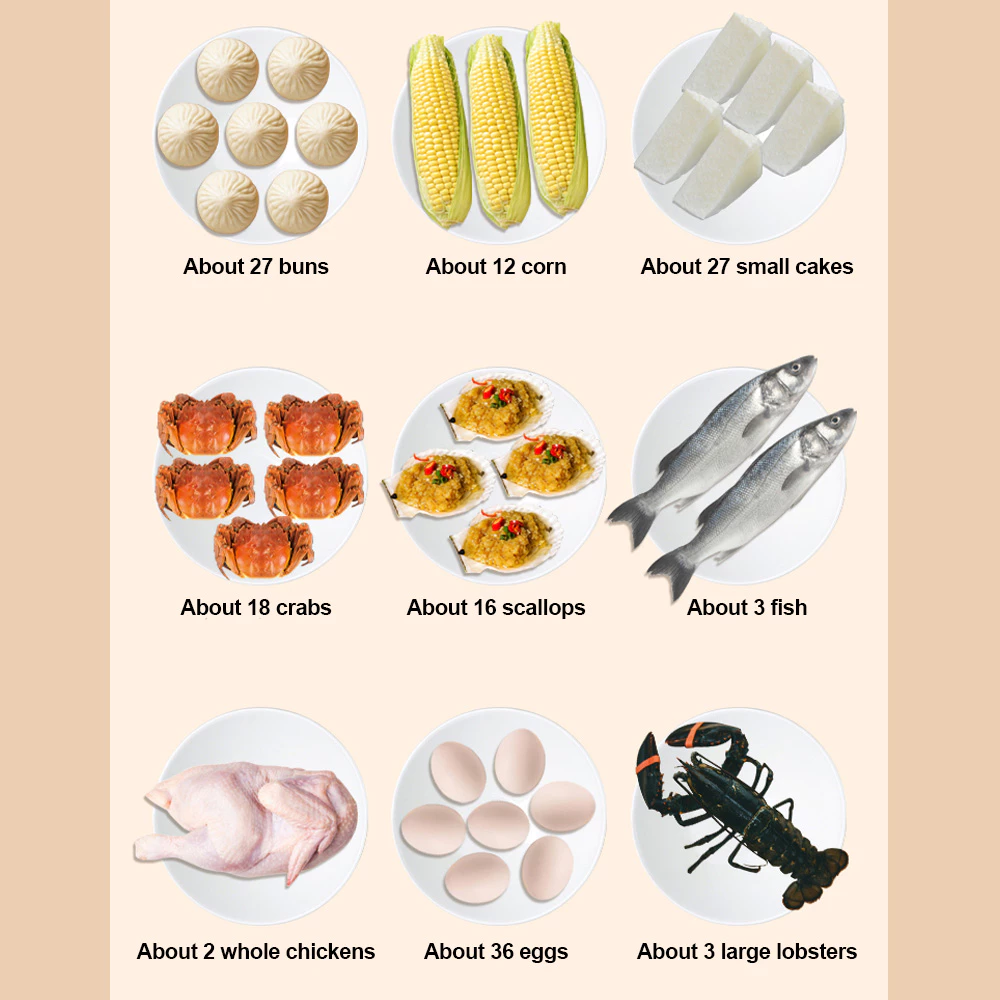 About 27 buns
About 12 corn
About 27 small cakes
About 18 crabs
About 16 scallops
About 3 fish
About 2 whole chickens
About 36 eggs
About 3 large lobsters